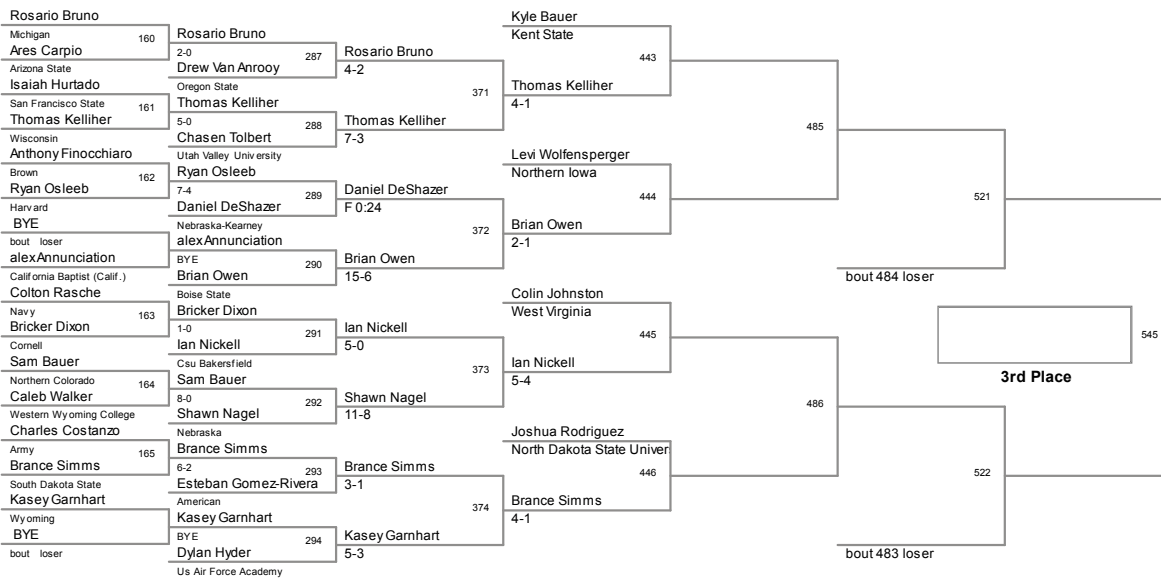 Rosario Bruno
Michigan
160
Ares Carpio
Arizona State
Isaiah Hurtado
San Francisco State
161
Thomas Kelliher
Wisconsin
Anthony Finocchiaro
Brown
162
Ryan Osleeb
Harvard
BYE
bout loser
alexAnnunciation
California Baptist (Calif.)
Colton Rasche
Navy
163
Bricker Dixon
Cornell
Sam Bauer
Northern Colorado
164
Caleb Walker
Western Wyoming College
Charles Costanzo
Army
165
Brance Simms
South Dakota State
Kasey Garnhart
Wyoming
BYE
bout loser
Rosario Bruno
2-0
287
Drew Van Anrooy
Oregon State
Thomas Kelliher
5-0
288
Chasen Tolbert
Utah Valley University
Ryan Osleeb
7-4
289
Daniel DeShazer
Nebraska-Kearney
alexAnnunciation
BYE
290
Brian Owen
Boise State
Bricker Dixon
1-0
291
Ian Nickell
Csu Bakersfield
Sam Bauer
8-0
292
Shawn Nagel
Nebraska
Brance Simms
6-2
293
Esteban Gomez-Rivera
American
Kasey Garnhart
BYE
294
Dylan Hyder
Us Air Force Academy
Rosario Bruno
4-2
371
Thomas Kelliher
7-3
Daniel DeShazer
F 0:24
372
Brian Owen
15-6
Ian Nickell
5-0
373
Shawn Nagel
11-8
Brance Simms
3-1
374
Kasey Garnhart
5-3
Kyle Bauer
Kent State
443
Thomas Kelliher
4-1
Levi Wolfensperger
Northern Iowa
444
Brian Owen
2-1
Colin Johnston
West Virginia
445
Ian Nickell
5-4
Joshua Rodriguez
North Dakota State Univer
446
Brance Simms
4-1
485
486
521
bout 484 loser
522
bout 483 loser
545
3rd Place